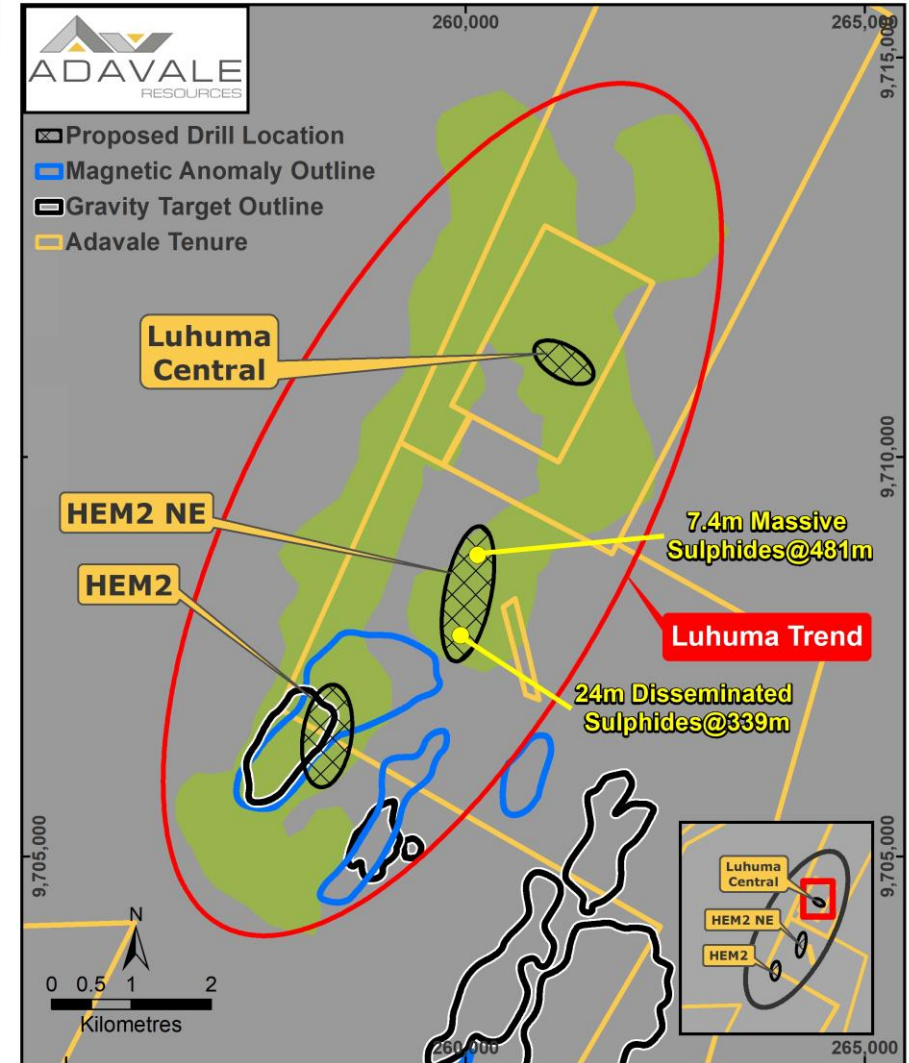 ADAVALE
RESOURCES
260,000
265,000
9,715,000
Proposed Drill Location
Magnetic Anomaly Outline
Gravity Target Outline
Adavale Tenure
Luhuma
Central
9,710,000
HEM2 NE
7.4m Massive
Sulphides@481m
HEM2
Luhuma Trend
24m Disseminated
Sulphides@339m
9,705,000
9,705,000
Luhuma
Central
HEM2 NE
HEM2
N
0 0.5 1 2
Kilometres
260,000
265,000